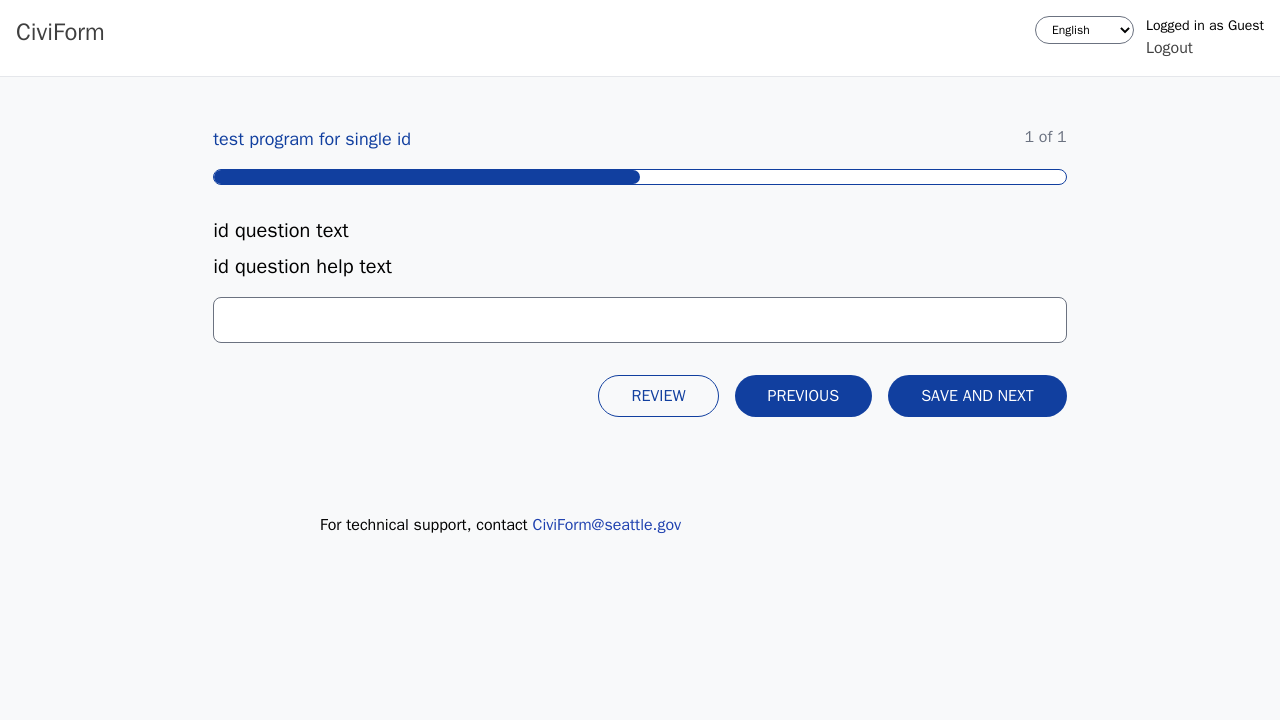 CiviForm
English
Logged in as Guest
Logout
test program for single id
1 of 1
id question text
id question help text
REVIEW
PREVIOUS
SAVE AND NEXT
For technical support, contact CiviForm@seattle.gov